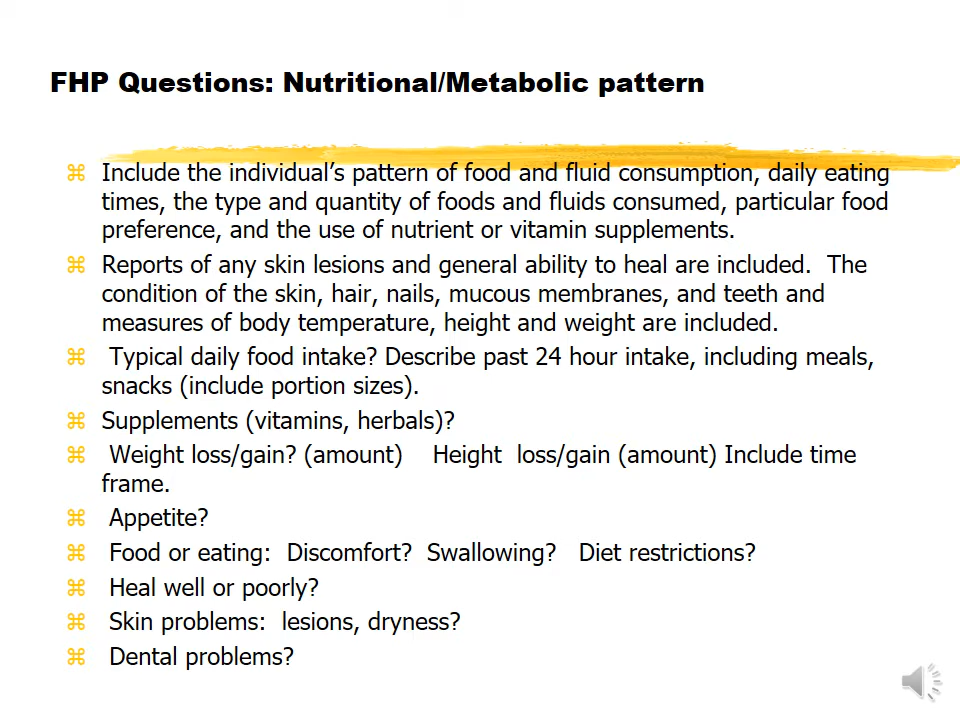 FHP Questions: Nutritional/Metabolic pattern
⌘ Include the individual’s pattern of food and fluid consumption, daily eating
times, the type and quantity of foods and fluids consumed, particular food
preference, and the use of nutrient or vitamin supplements.
⌘ Reports of any skin lesions and general ability to heal are included.  The
condition of the skin, hair, nails, mucous membranes, and teeth and
measures of body temperature, height and weight are included.
⌘ Typical daily food intake? Describe past 24 hour intake, including meals,
snacks (include portion sizes).
⌘ Supplements (vitamins, herbals)?
⌘ Weight loss/gain? (amount)    Height  loss/gain (amount) Include time
frame.
⌘ Appetite?
⌘ Food or eating:  Discomfort?  Swallowing?   Diet restrictions?
⌘ Heal well or poorly?
⌘ Skin problems:  lesions, dryness?
⌘ Dental problems?